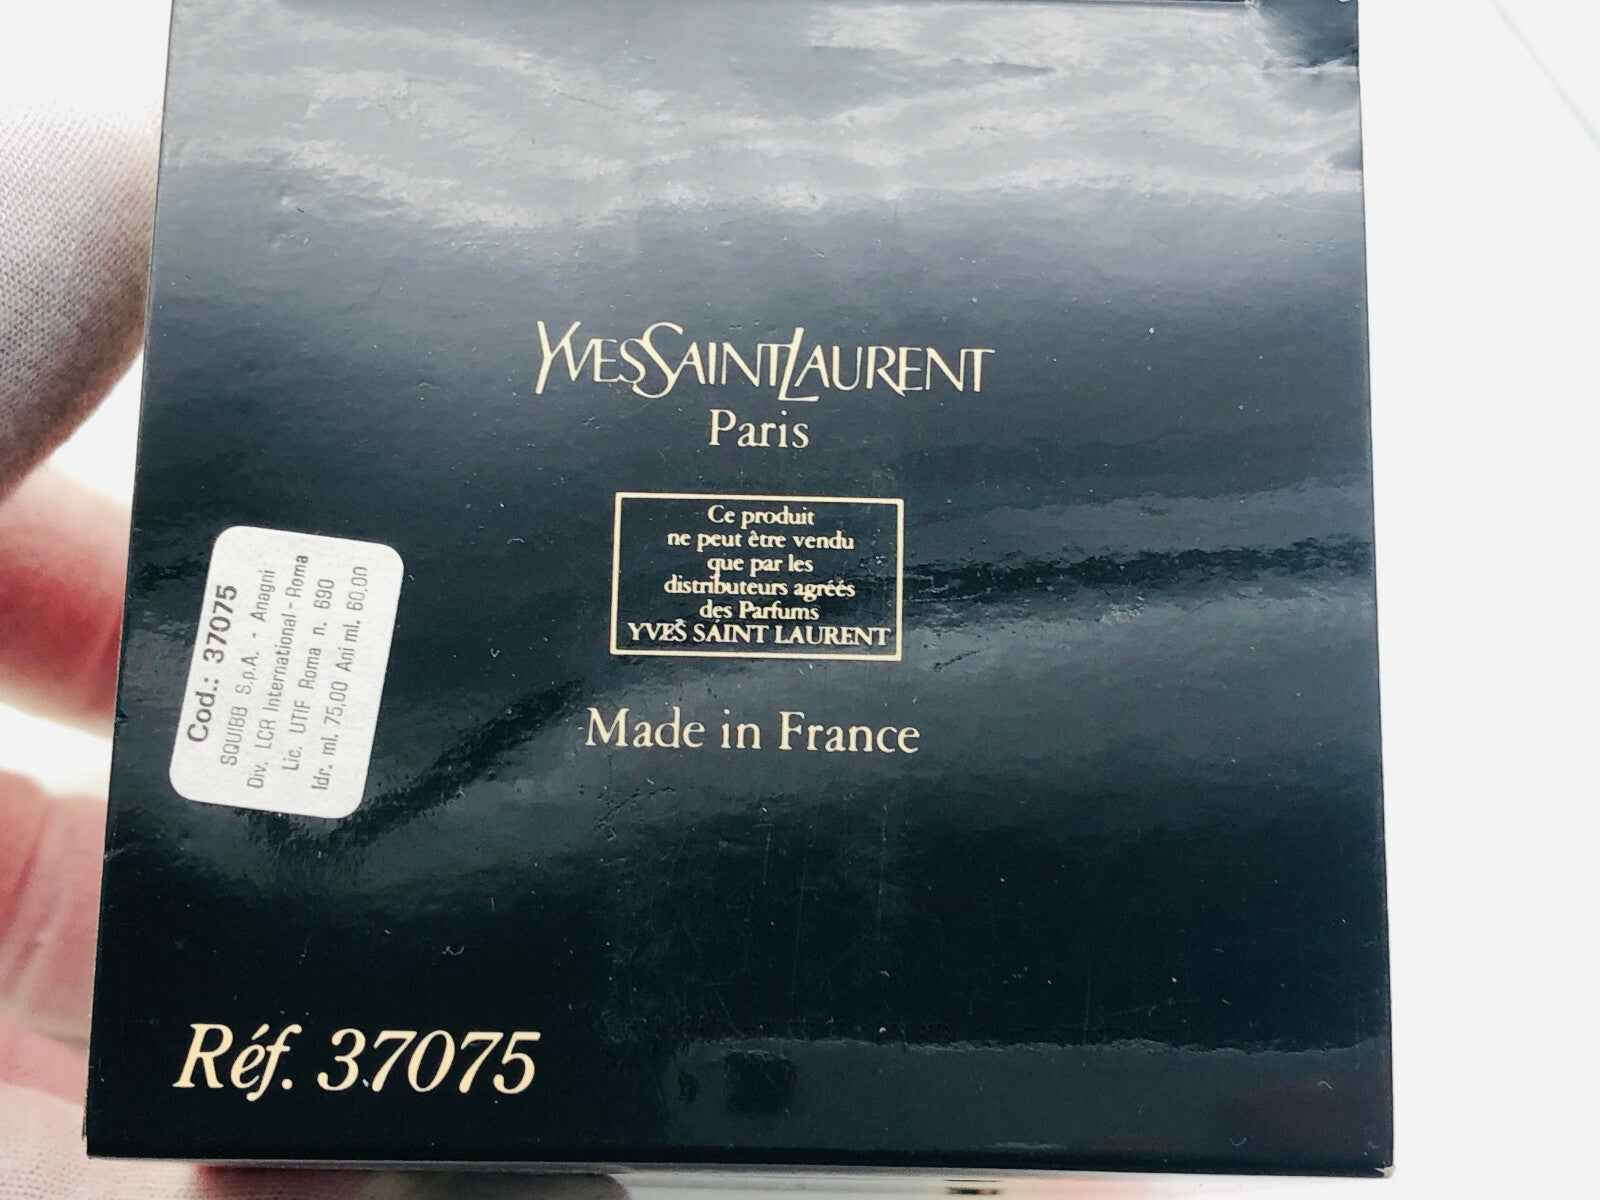 YVESSAINTLAURENT
Paris
Ce produit
ne peut être vendu
que par les
distributeurs agréés
des Parfums
YVES SAINT LAURENT
Made in France
Cod.: 37075
SQUIBB S.p.A. - Anagni
Div. LCR International - Roma
Lic. UTIF Roma n. 690
Idr. ml. 75,00 Ani ml. 60,00
Réf. 37075